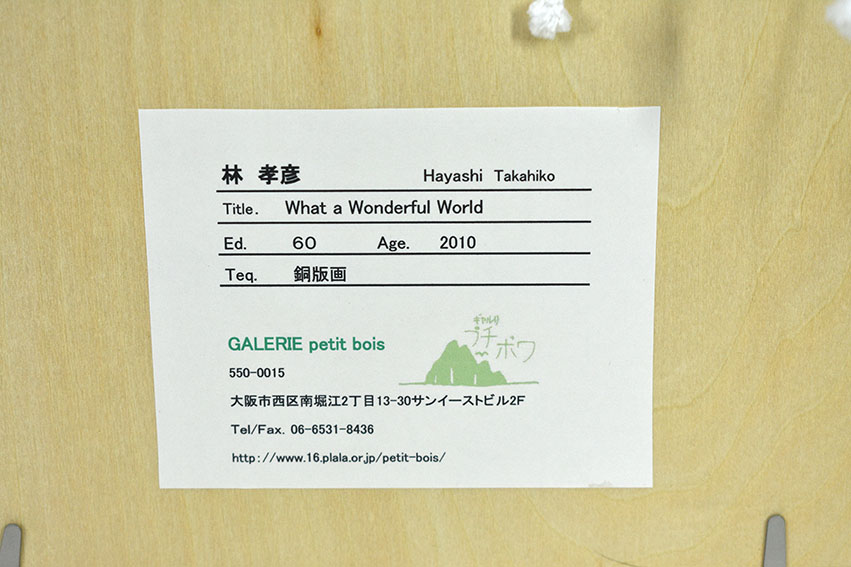 林 孝彦 Hayashi Takahiko
Title. What a Wonderful World
Ed. 60 Age. 2010
Teq. 銅版画
ギャルリ
プチ
ポワ
GALERIE petit bois
550-0015
大阪市西区南堀江2丁目13-30サンイーストビル2F
Tel/Fax. 06-6531-8436
http://www.16.plala.or.jp/petit-bois/